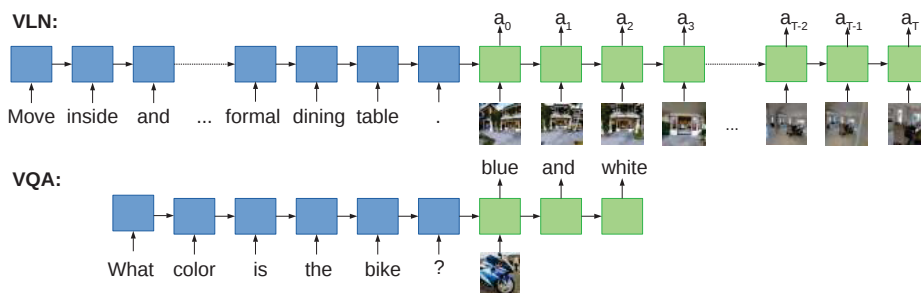 VLN:
a0 a1 a2 a3 aT-2 aT-1 aT
Move inside and ... formal dining table . ...
VQA:
blue and white
What color is the bike ?